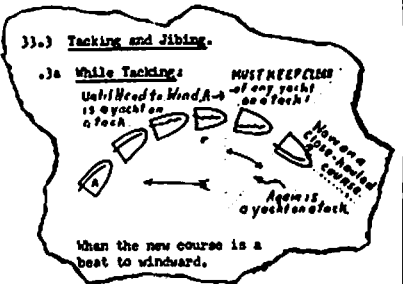 33.3 Tacking and Jibing.
.3a While Tacking:
Until Head to Wind, A→
is a yacht on
a tack
MUST KEEP CLEAR
of any yacht
on a tack!
Now on a
close-hauled
course.
A
Again is
a yacht on a tack.
When the new course is a
beat to windward.